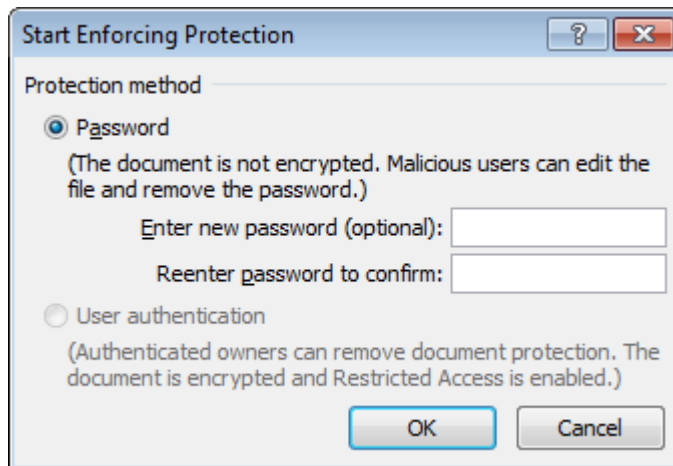 Start Enforcing Protection
Protection method
Password
(The document is not encrypted. Malicious users can edit the
file and remove the password.)
Enter new password (optional):
Reenter password to confirm:
User authentication
(Authenticated owners can remove document protection. The
document is encrypted and Restricted Access is enabled.)
OK Cancel